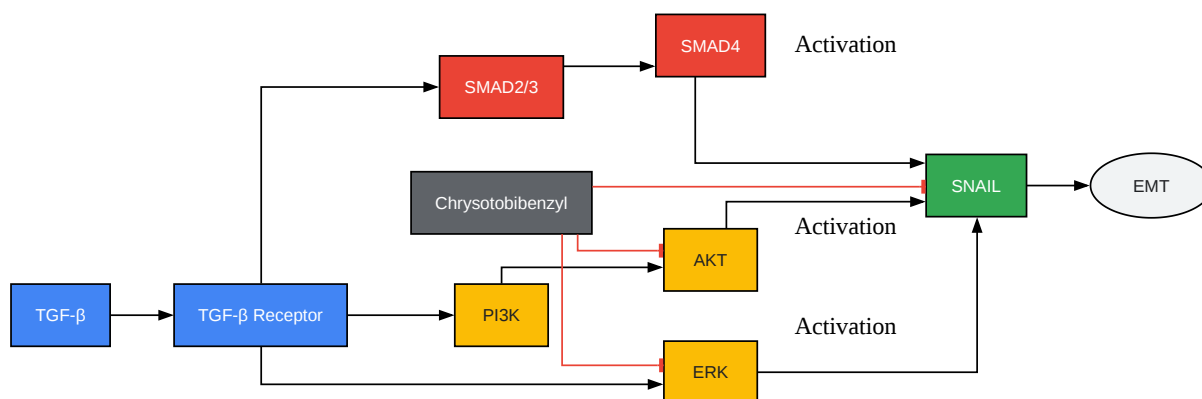 SMAD4
Activation
SMAD2/3
SNAIL
EMT
Chrysotobibenzyl
Activation
AKT
TGF-β
TGF-β Receptor
PI3K
Activation
ERK